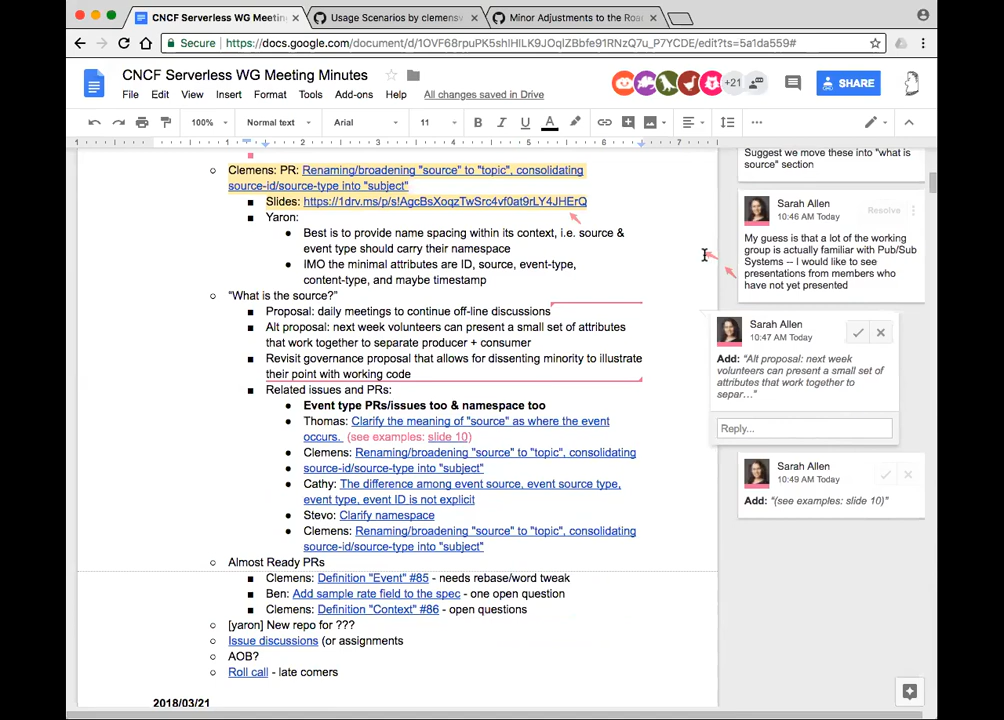 CNCF Serverless WG Meetin
Usage Scenarios by clemensv
Minor Adjustments to the Roa
Secure
https://docs.google.com/document/d/1OVF68rpuPK5shIHlLK9JOqlZBbfe91RNzQ7u_P7YCDE/edit?ts=5a1da559#
CNCF Serverless WG Meeting Minutes
File Edit View Insert Format Tools Add-ons Help All changes saved in Drive
+21
SHARE
100% Normal text Arial 11
1 1 2 3 4 5 6 7
Clemens: PR: Renaming/broadening "source" to "topic", consolidating
source-id/source-type into "subject"
Slides: https://1drv.ms/p/s!AgcBsXoqzTwSrc4vf0at9rLY4JHErQ
Yaron:
Best is to provide name spacing within its context, i.e. source &
event type should carry their namespace
IMO the minimal attributes are ID, source, event-type,
content-type, and maybe timestamp
"What is the source?"
Proposal: daily meetings to continue off-line discussions
Alt proposal: next week volunteers can present a small set of attributes
that work together to separate producer + consumer
Revisit governance proposal that allows for dissenting minority to illustrate
their point with working code
Related issues and PRs:
Event type PRs/issues too & namespace too
Thomas: Clarify the meaning of "source" as where the event
occurs. (see examples: slide 10)
Clemens: Renaming/broadening "source" to "topic", consolidating
source-id/source-type into "subject"
Cathy: The difference among event source, event source type,
event type, event ID is not explicit
Stevo: Clarify namespace
Clemens: Renaming/broadening "source" to "topic", consolidating
source-id/source-type into "subject"
Almost Ready PRs
Clemens: Definition "Event" #85 - needs rebase/word tweak
Ben: Add sample rate field to the spec - one open question
Clemens: Definition "Context" #86 - open questions
[yaron] New repo for ???
Issue discussions (or assignments
AOB?
Roll call - late comers
2018/03/21
Suggest we move these into "what is
source" section
Sarah Allen
10:46 AM Today
Resolve
My guess is that a lot of the working
group is actually familiar with Pub/Sub
Systems -- I would like to see
presentations from members who
have not yet presented
Sarah Allen
10:47 AM Today
Add: "Alt proposal: next week
volunteers can present a small set of
attributes that work together to
separ…"
Reply...
Sarah Allen
10:49 AM Today
Add: "(see examples: slide 10)"